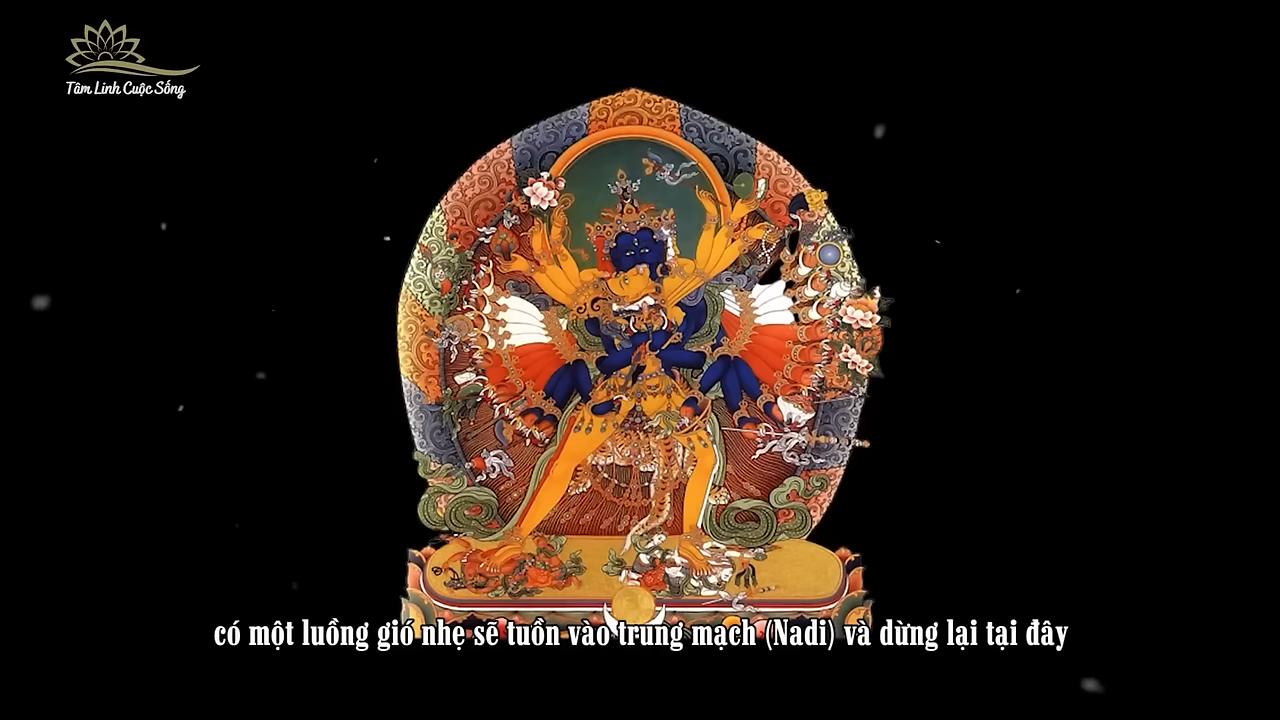 Tâm Linh Cuộc Sống
có một luồng gió nhẹ sẽ tuồn vào trung mạch (Nadi) và dừng lại tại đây